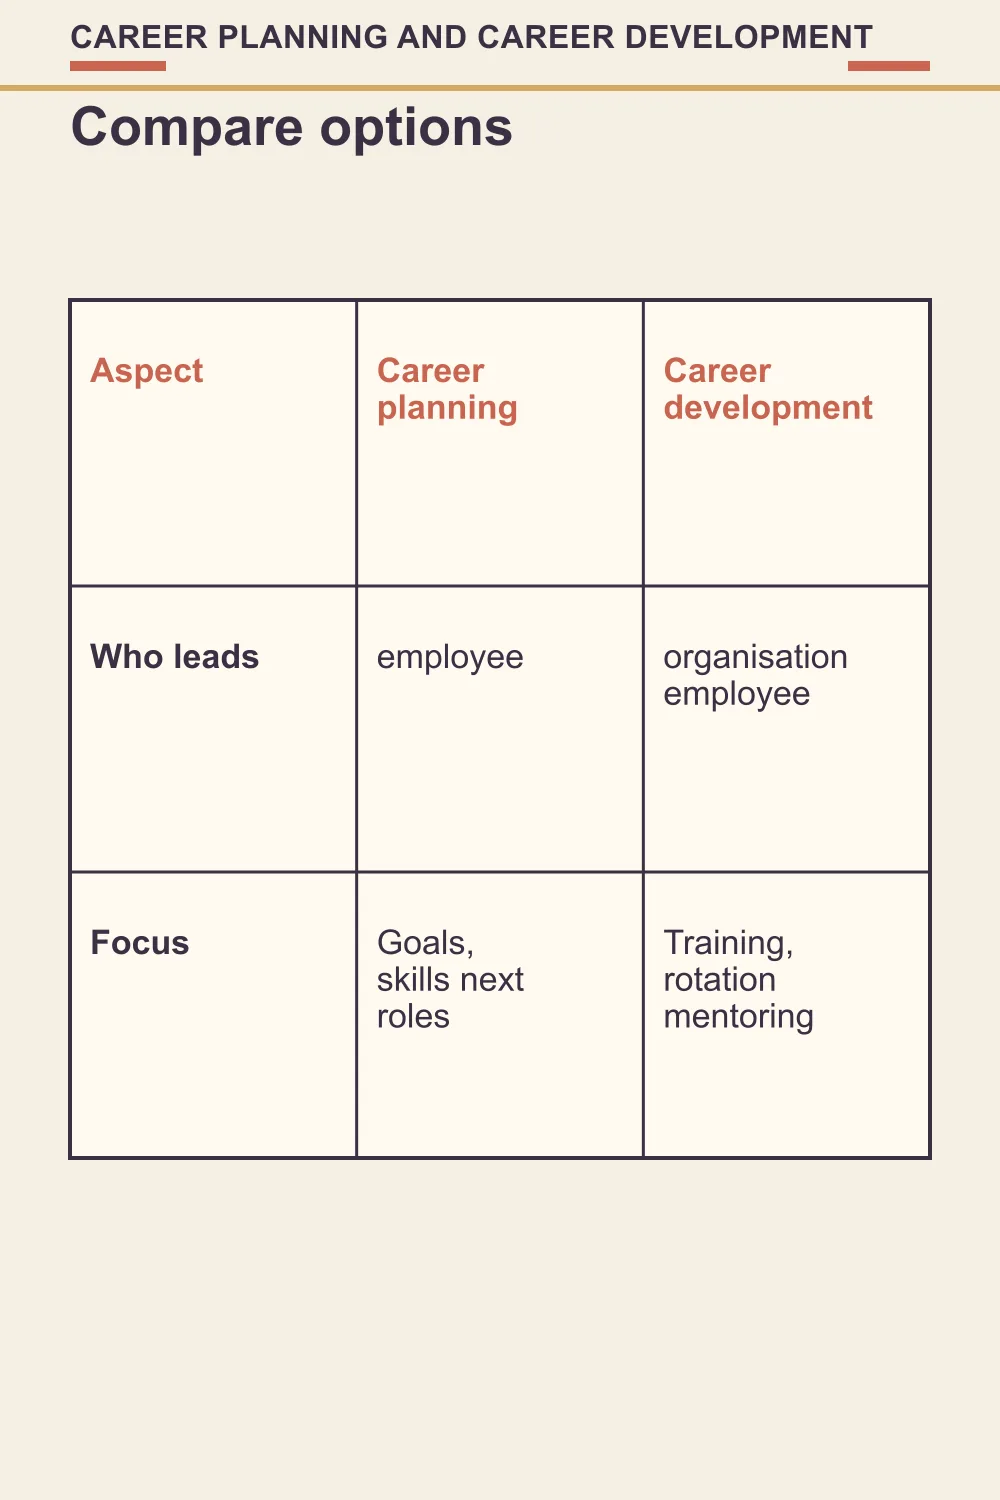 CAREER PLANNING AND CAREER DEVELOPMENT
Compare options
Aspect
Career
planning
Career
development
Who leads
employee
organisation
employee
Focus
Goals,
skills next
roles
Training,
rotation
mentoring